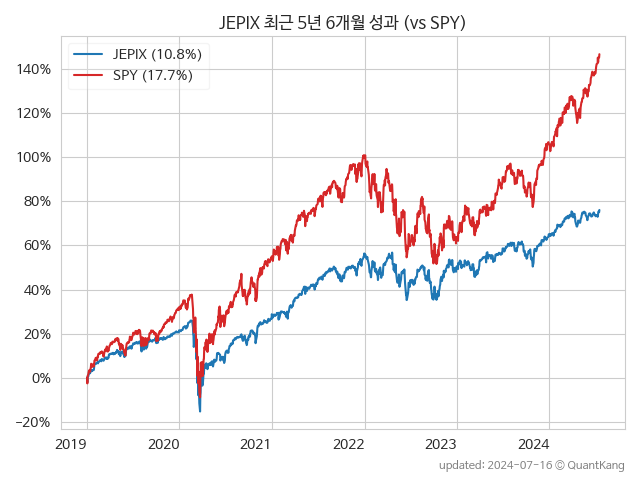 JEPIX 최근 5년 6개월 성과 (vs SPY)
JEPIX (10.8%)
SPY (17.7%)
140%
120%
100%
80%
60%
40%
20%
0%
−20%
2019 2020 2021 2022 2023 2024
updated: 2024-07-16 © QuantKang